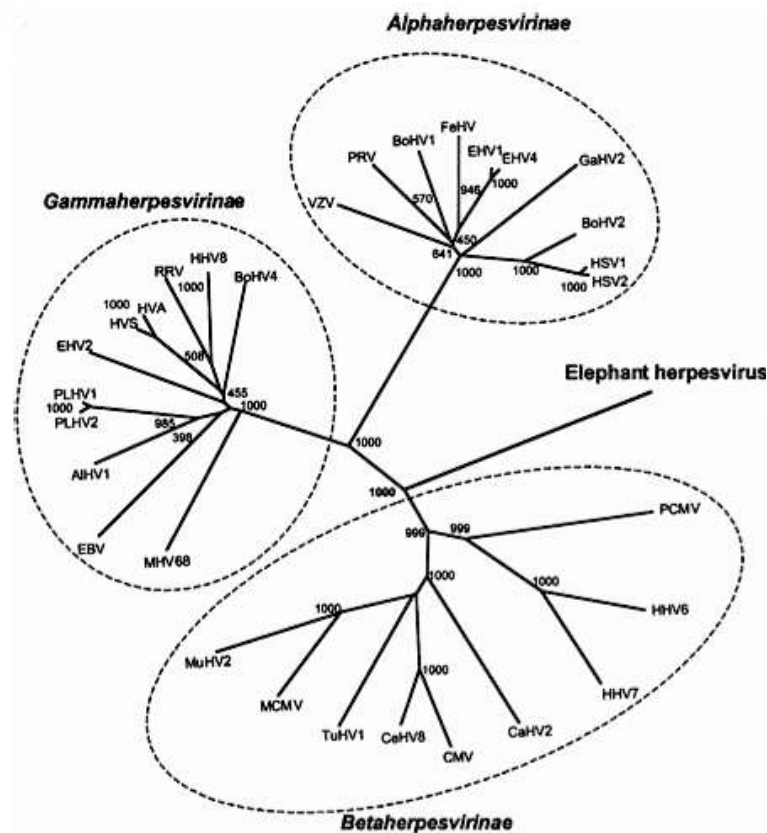 Alphaherpesvirinae
FeHV
BoHV1
EHV1
EHV4
PRV
GaHV2
946
1000
570
VZV
BoHV2
450
641
1000
1000
HSV1
HSV2
1000
Gammaherpesvirinae
HHV8
RRV
BoHV4
1000
1000
HVA
HVS
EHV2
508
455
PLHV1
1000
1000
PLHV2
985
398
AlHV1
EBV
MHV68
Elephant herpesvirus
1000
1000
PCMV
999
999
1000
1000
1000
HHV6
MuHV2
1000
HHV7
MCMV
TuHV1
CeHV8
CaHV2
CMV
Betaherpesvirinae